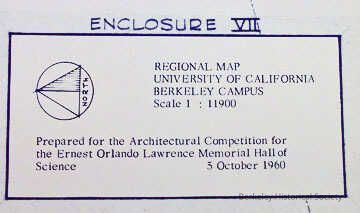 ENCLOSURE VII
NORTH
REGIONAL MAP
UNIVERSITY OF CALIFORNIA
BERKELEY CAMPUS
Scale 1 : 11900
Prepared for the Architectural Competition for
the Ernest Orlando Lawrence Memorial Hall of
Science 5 October 1960
Berkeley Historical Society